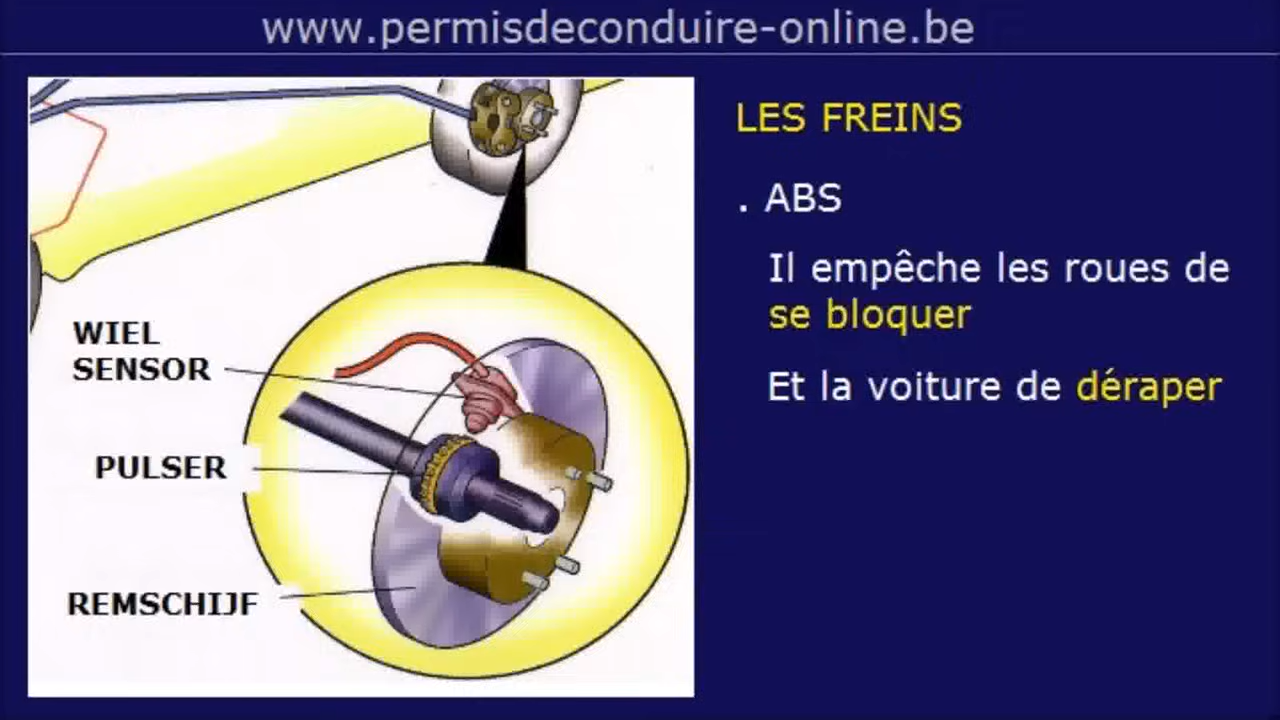 www.permisdeconduire-online.be
LES FREINS
. ABS
Il empêche les roues de
se bloquer
Et la voiture de déraper
WIEL
SENSOR
PULSER
REMSCHIJF